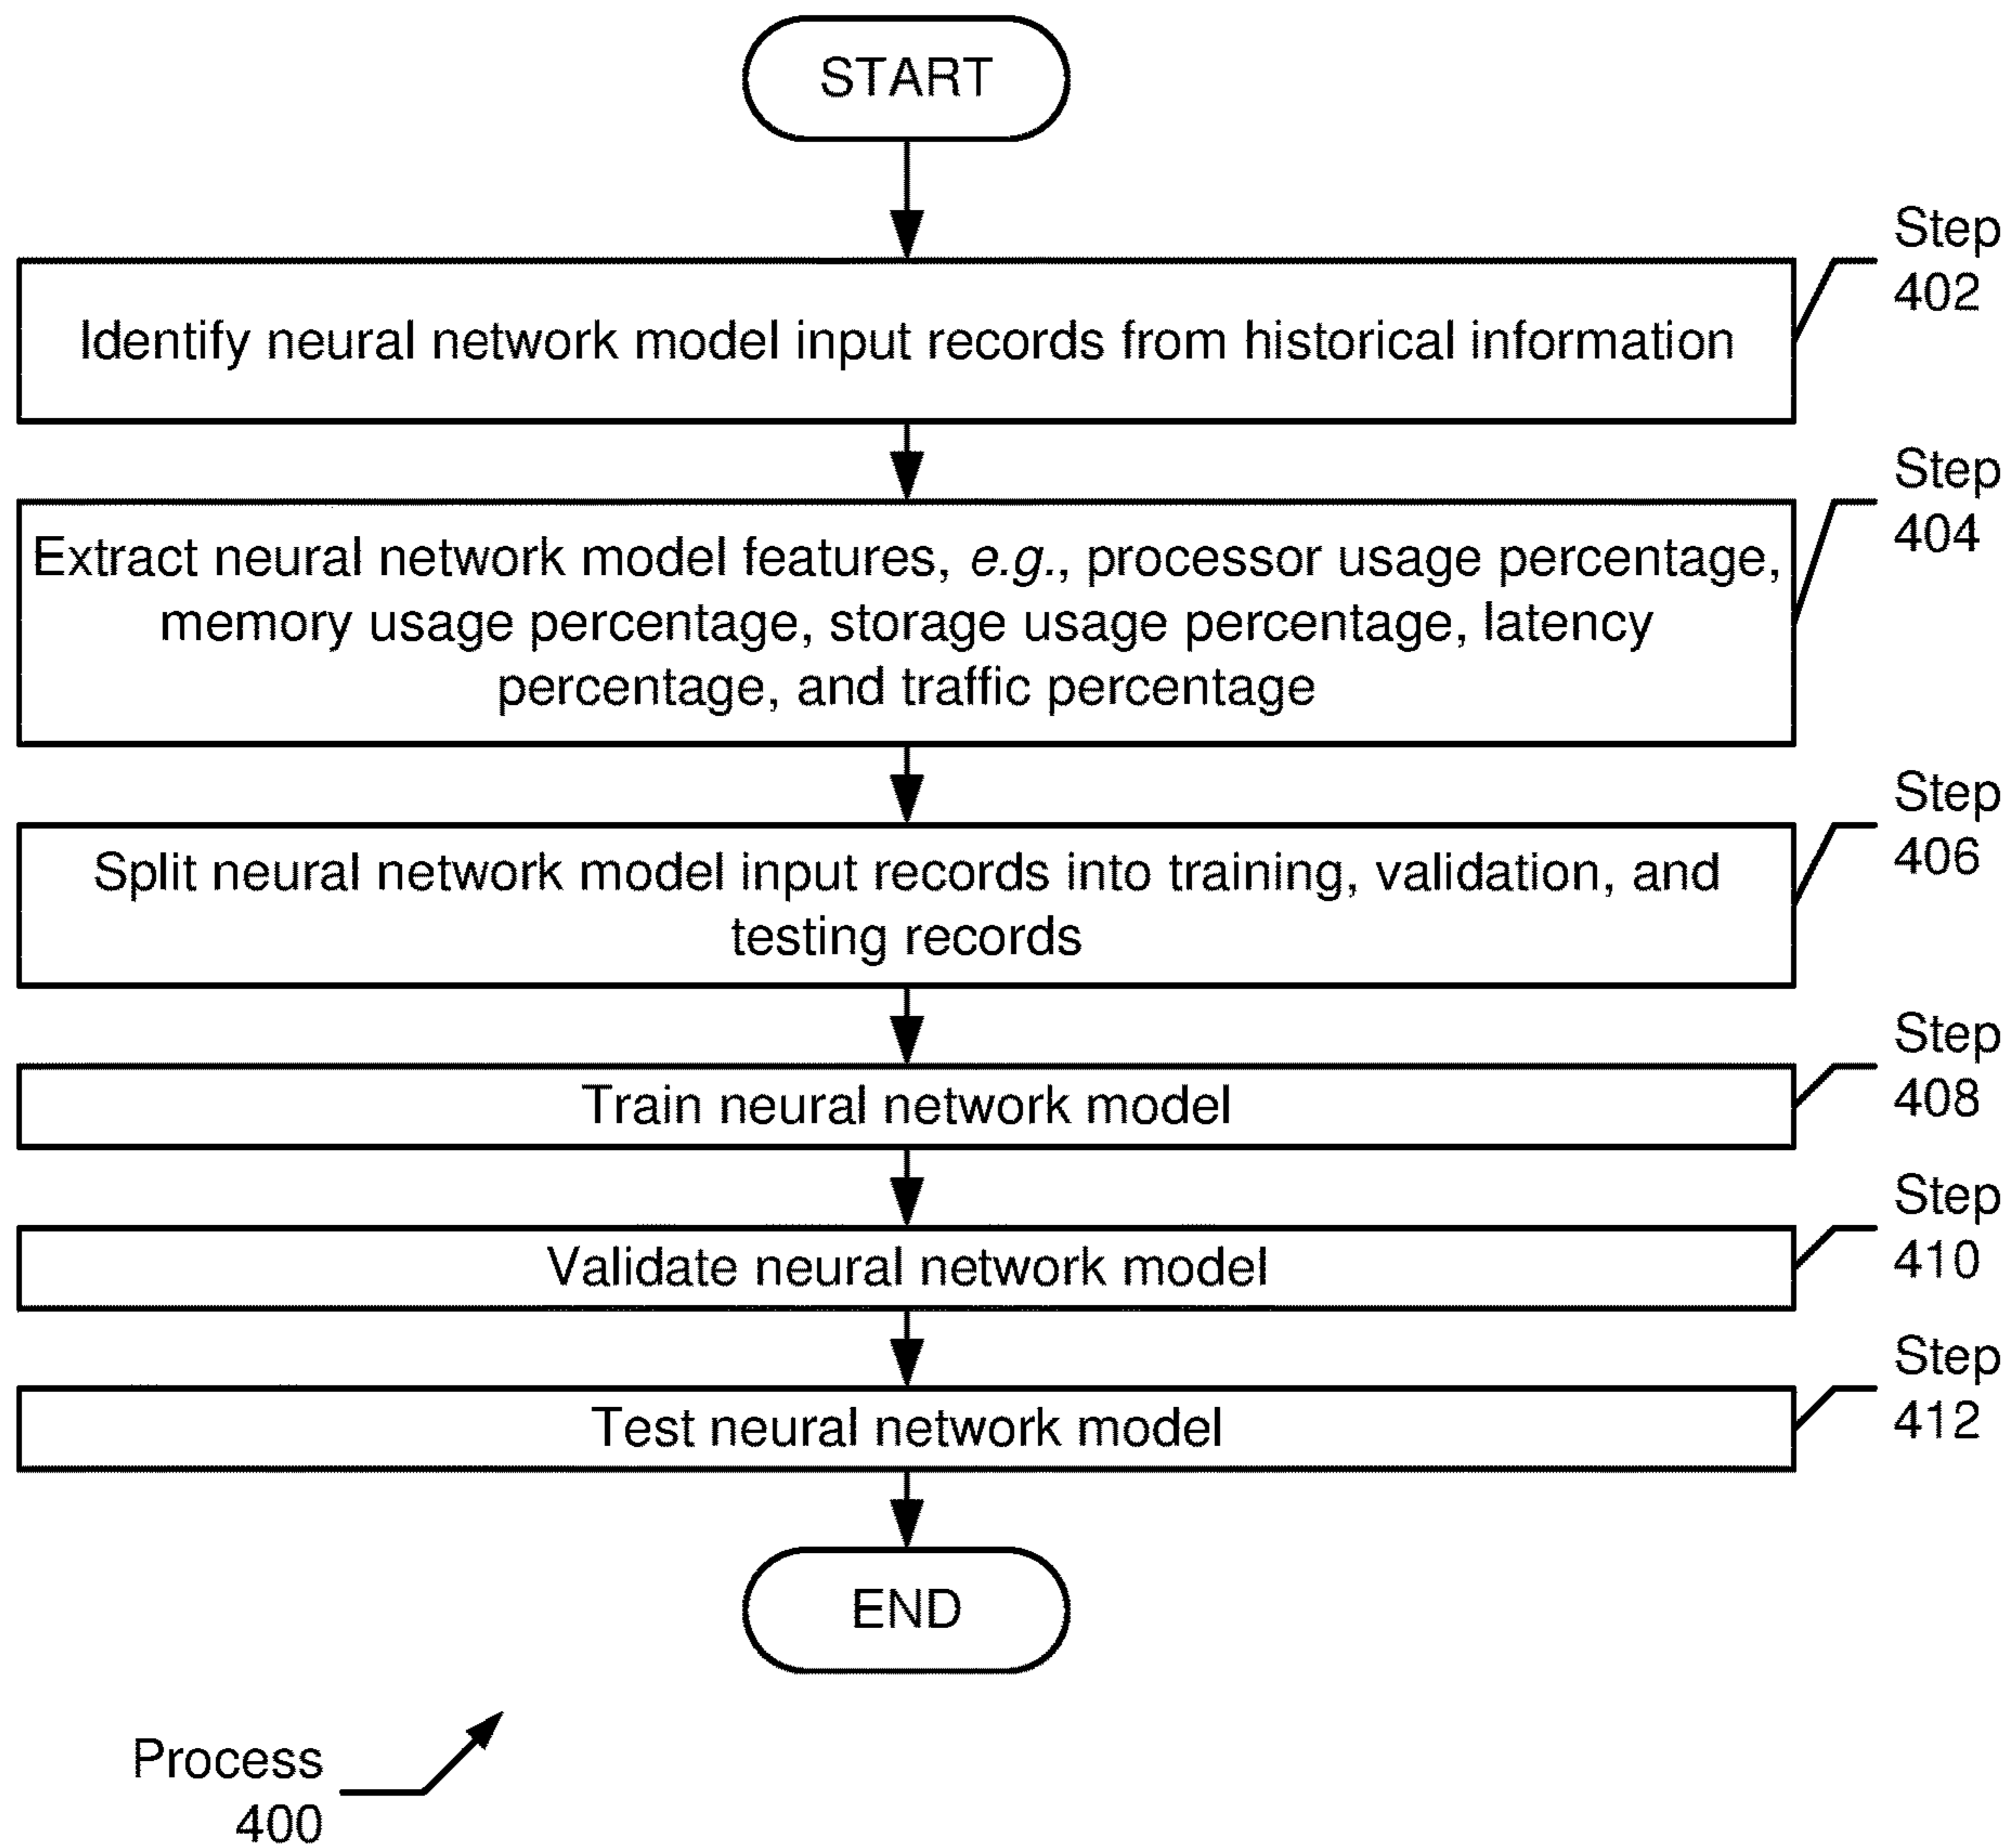 START
Step
402
Identify neural network model input records from historical information
Step
404
Extract neural network model features, e.g., processor usage percentage,
memory usage percentage, storage usage percentage, latency
percentage, and traffic percentage
Step
406
Split neural network model input records into training, validation, and
testing records
Step
408
Train neural network model
Step
410
Validate neural network model
Step
412
Test neural network model
END
Process
400